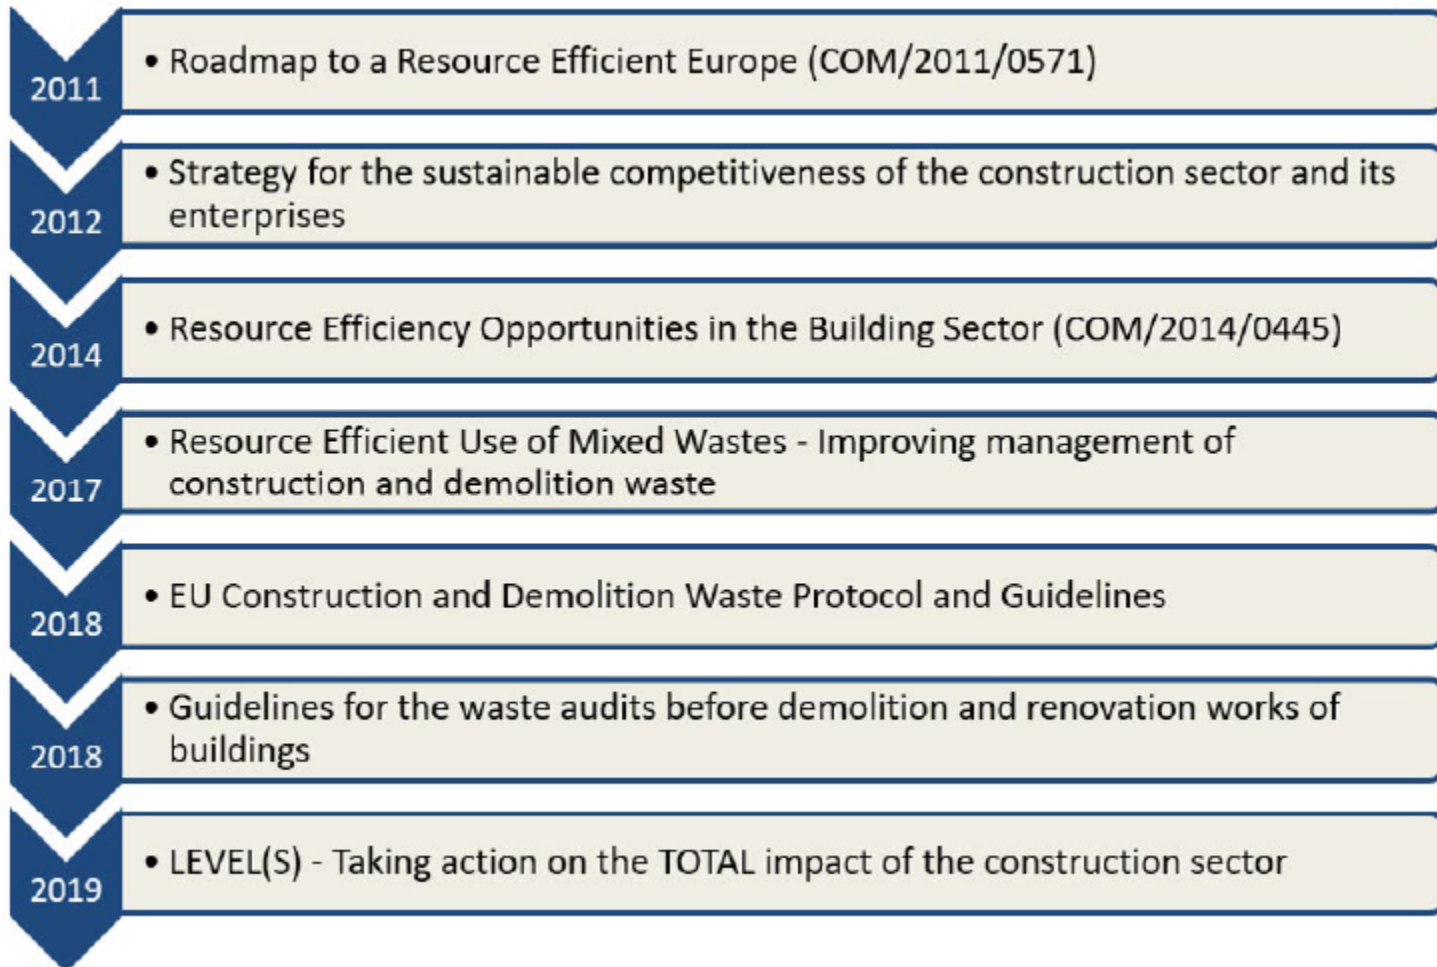 2011
• Roadmap to a Resource Efficient Europe (COM/2011/0571)
2012
• Strategy for the sustainable competitiveness of the construction sector and its
enterprises
2014
• Resource Efficiency Opportunities in the Building Sector (COM/2014/0445)
2017
• Resource Efficient Use of Mixed Wastes - Improving management of
construction and demolition waste
2018
• EU Construction and Demolition Waste Protocol and Guidelines
2018
• Guidelines for the waste audits before demolition and renovation works of
buildings
2019
• LEVEL(S) - Taking action on the TOTAL impact of the construction sector